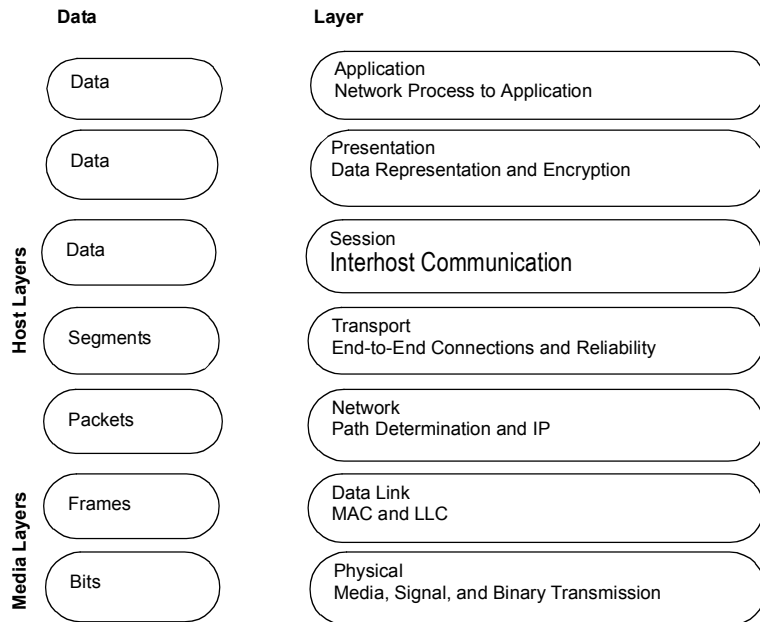 Data Layer
Data
Application
Network Process to Application
Data
Presentation
Data Representation and Encryption
Host Layers
Data
Session
Interhost Communication
Segments
Transport
End-to-End Connections and Reliability
Packets
Network
Path Determination and IP
Media Layers
Frames
Data Link
MAC and LLC
Bits
Physical
Media, Signal, and Binary Transmission